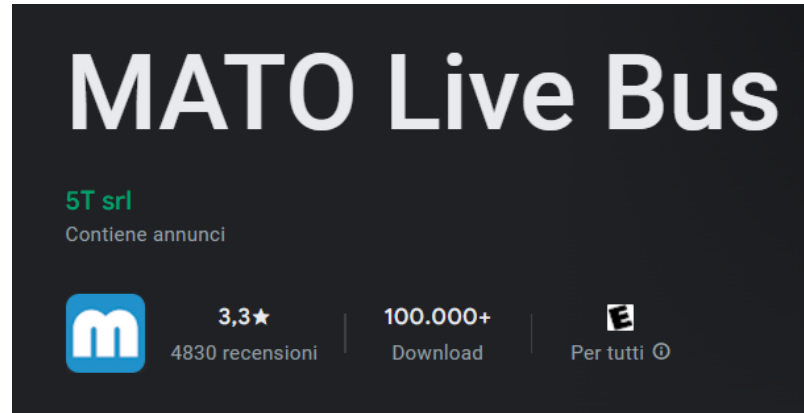 MATO Live Bus
5T srl
Contiene annunci
m
3,3★
100.000+
E
4830 recensioni
Download
Per tutti ⓘ